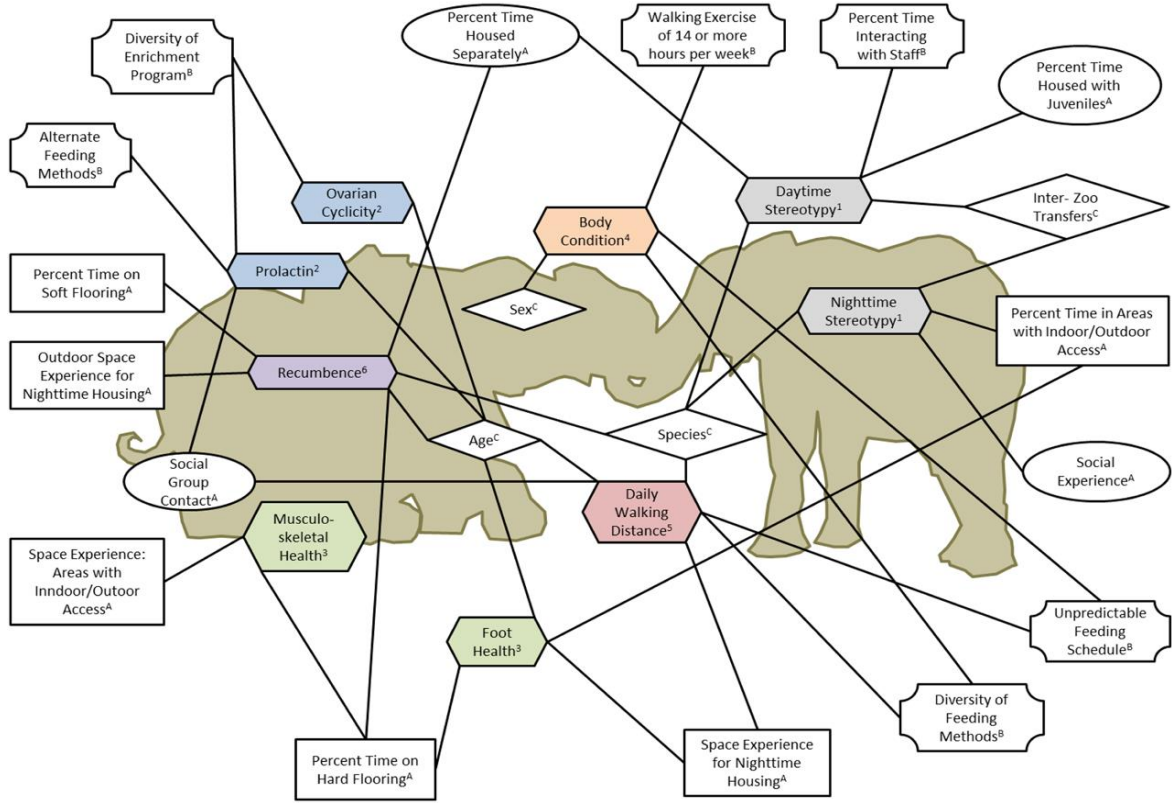 Diversity of
Enrichment
Programᴮ
Percent Time
Housed
Separatelyᴬ
Walking Exercise
of 14 or more
hours per weekᴮ
Percent Time
Interacting
with Staffᴮ
Percent Time
Housed with
Juvenilesᴬ
Alternate
Feeding
Methodsᴮ
Ovarian
Cyclicity²
Body
Condition⁴
Daytime
Stereotypy¹
Inter- Zoo
Transfersᶜ
Percent Time on
Soft Flooringᴬ
Prolactin²
Sexᶜ
Nighttime
Stereotypy¹
Percent Time in Areas
with Indoor/Outdoor
Accessᴬ
Outdoor Space
Experience for
Nighttime Housingᴬ
Recumbence⁶
Ageᶜ
Speciesᶜ
Social
Group
Contactᴬ
Social
Experienceᴬ
Musculo-
skeletal
Health³
Daily
Walking
Distance⁵
Space Experience:
Areas with
Inndoor/Outoor
Accessᴬ
Foot
Health³
Unpredictable
Feeding
Scheduleᴮ
Diversity of
Feeding
Methodsᴮ
Percent Time on
Hard Flooringᴬ
Space Experience
for Nighttime
Housingᴬ